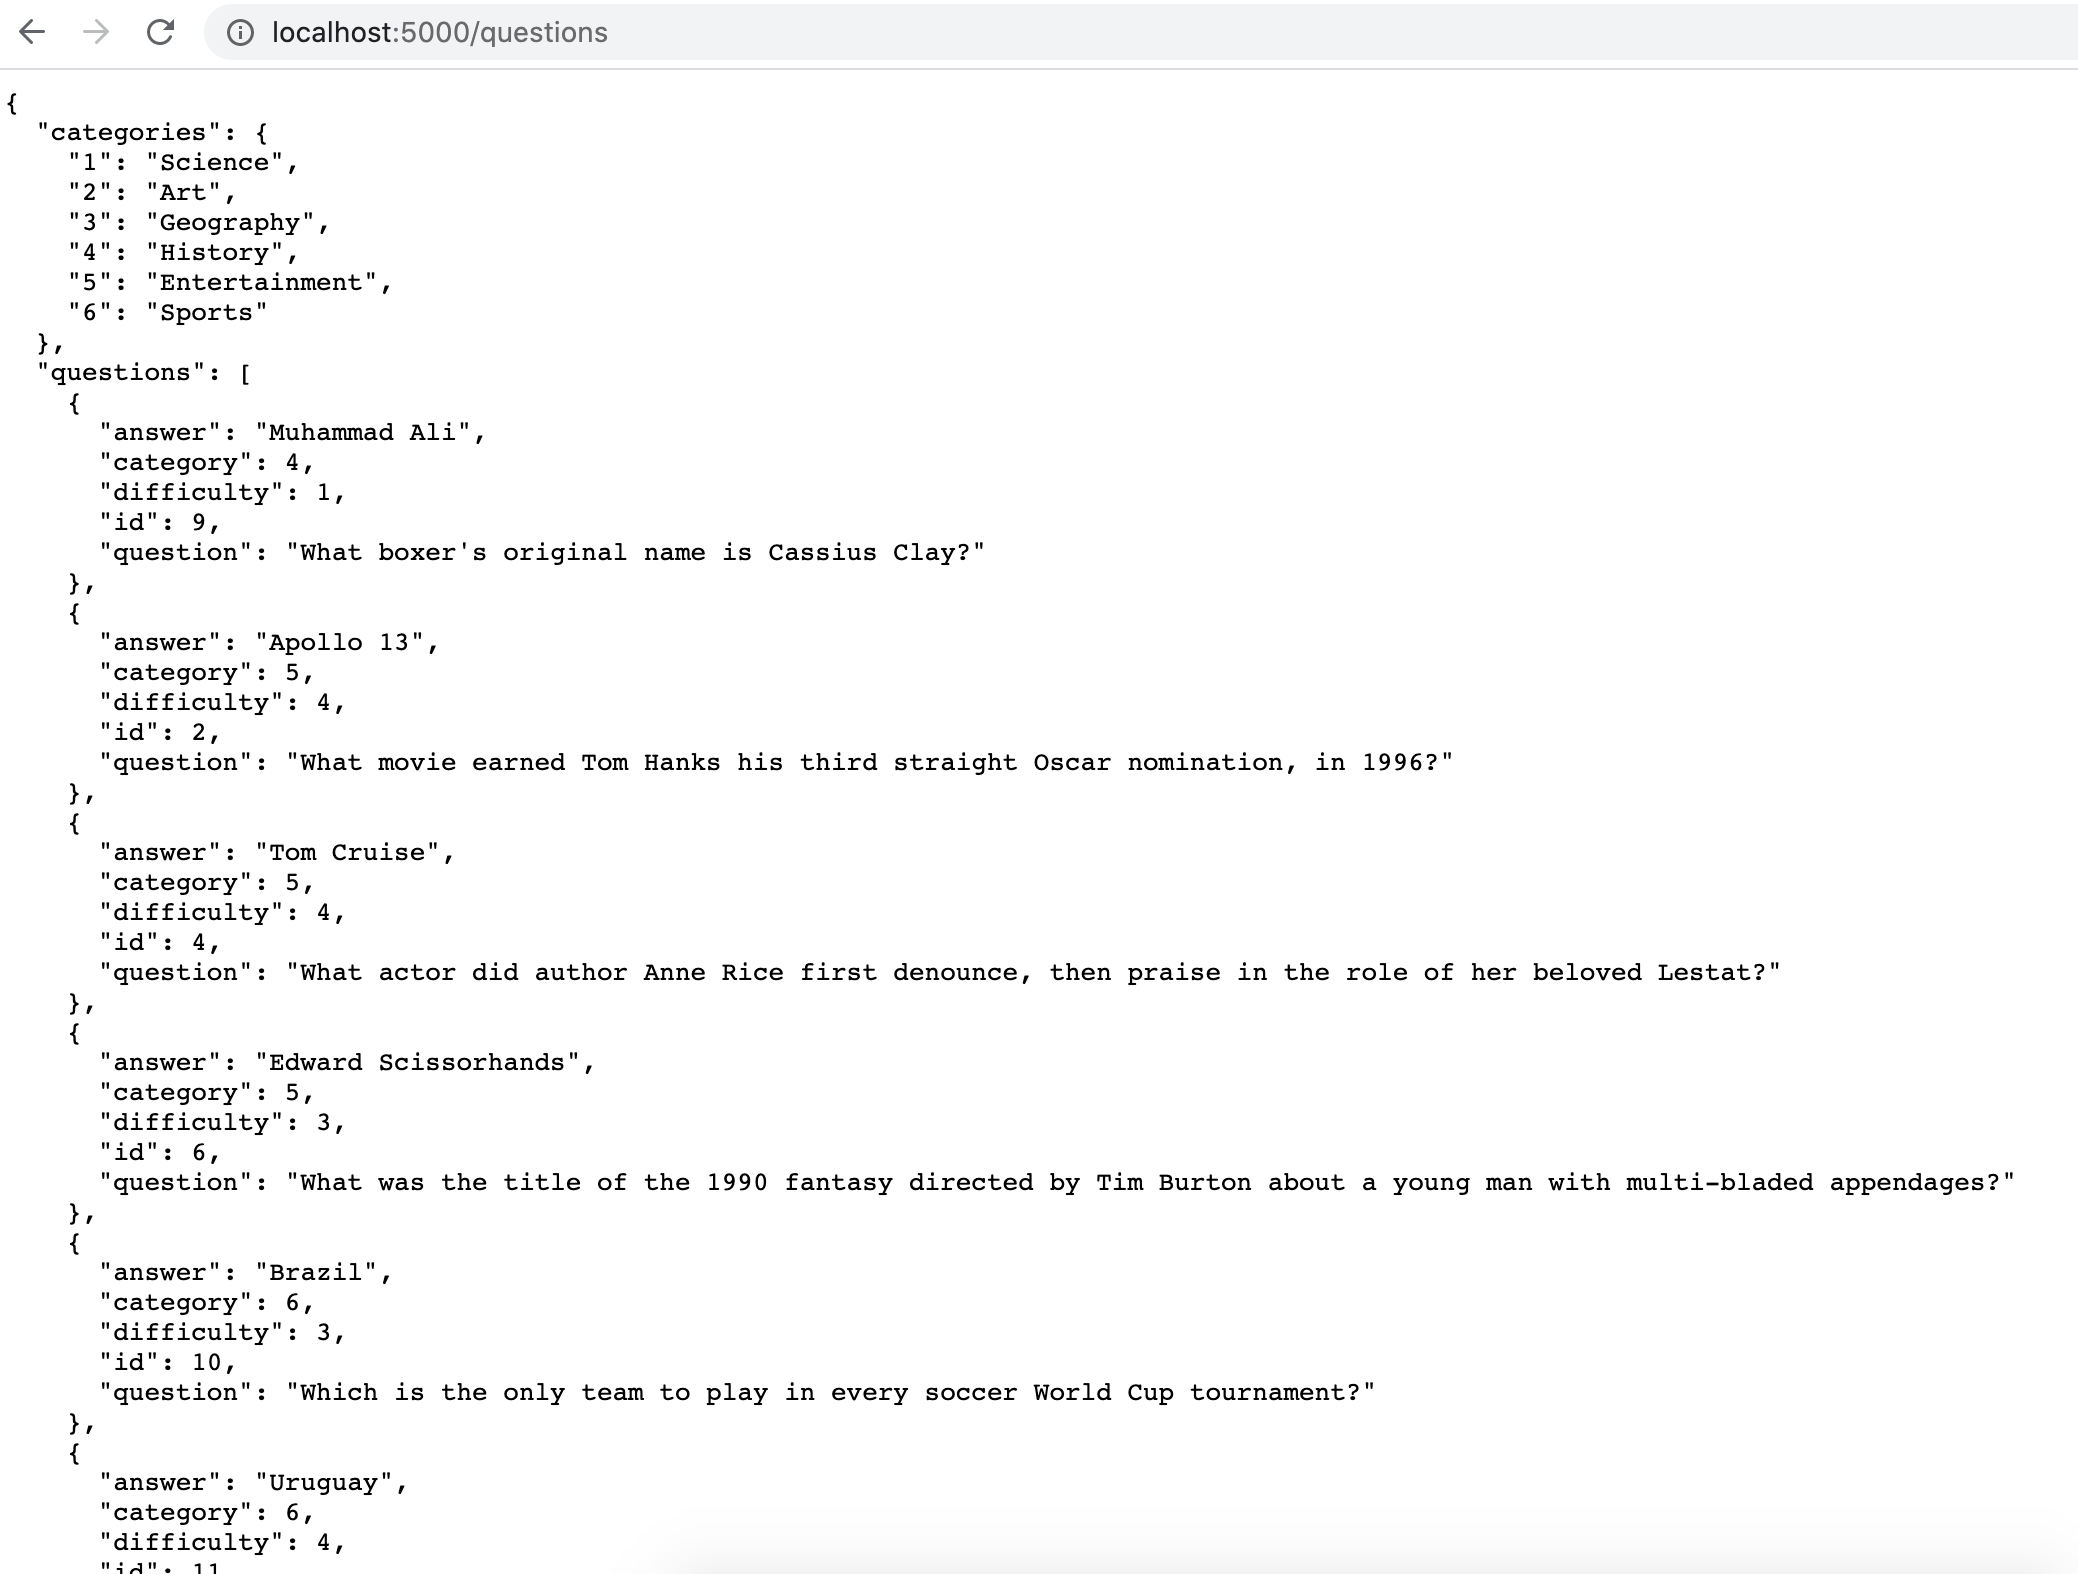 localhost:5000/questions
{
  "categories": {
    "1": "Science",
    "2": "Art",
    "3": "Geography",
    "4": "History",
    "5": "Entertainment",
    "6": "Sports"
  },
  "questions": [
    {
      "answer": "Muhammad Ali",
      "category": 4,
      "difficulty": 1,
      "id": 9,
      "question": "What boxer's original name is Cassius Clay?"
    },
    {
      "answer": "Apollo 13",
      "category": 5,
      "difficulty": 4,
      "id": 2,
      "question": "What movie earned Tom Hanks his third straight Oscar nomination, in 1996?"
    },
    {
      "answer": "Tom Cruise",
      "category": 5,
      "difficulty": 4,
      "id": 4,
      "question": "What actor did author Anne Rice first denounce, then praise in the role of her beloved Lestat?"
    },
    {
      "answer": "Edward Scissorhands",
      "category": 5,
      "difficulty": 3,
      "id": 6,
      "question": "What was the title of the 1990 fantasy directed by Tim Burton about a young man with multi-bladed appendages?"
    },
    {
      "answer": "Brazil",
      "category": 6,
      "difficulty": 3,
      "id": 10,
      "question": "Which is the only team to play in every soccer World Cup tournament?"
    },
    {
      "answer": "Uruguay",
      "category": 6,
      "difficulty": 4,
      "id": 11